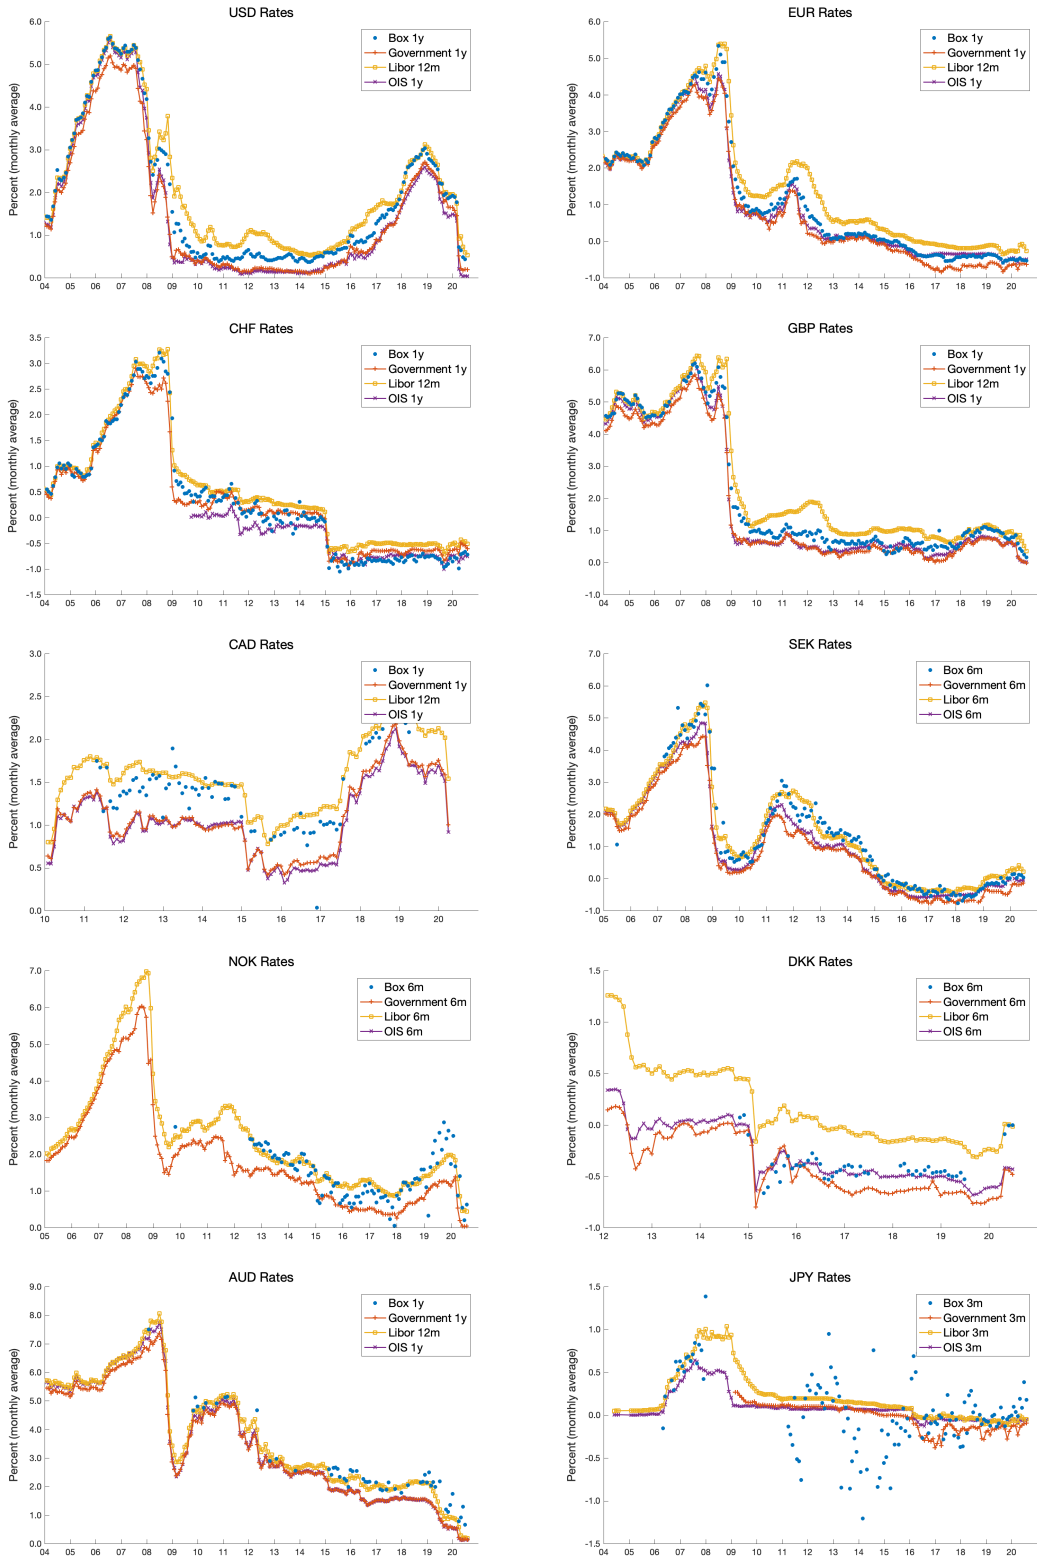 USD Rates
Percent (monthly average)
6.0
5.0
4.0
3.0
2.0
1.0
0.0
04 05 06 07 08 09 10 11 12 13 14 15 16 17 18 19 20
Box 1y
Government 1y
Libor 12m
OIS 1y
EUR Rates
Percent (monthly average)
6.0
5.0
4.0
3.0
2.0
1.0
0.0
-1.0
04 05 06 07 08 09 10 11 12 13 14 15 16 17 18 19 20
Box 1y
Government 1y
Libor 12m
OIS 1y
CHF Rates
Percent (monthly average)
3.5
3.0
2.5
2.0
1.5
1.0
0.5
0.0
-0.5
-1.0
-1.5
04 05 06 07 08 09 10 11 12 13 14 15 16 17 18 19 20
Box 1y
Government 1y
Libor 12m
OIS 1y
GBP Rates
Percent (monthly average)
7.0
6.0
5.0
4.0
3.0
2.0
1.0
0.0
-1.0
04 05 06 07 08 09 10 11 12 13 14 15 16 17 18 19 20
Box 1y
Government 1y
Libor 12m
OIS 1y
CAD Rates
Percent (monthly average)
3.0
2.5
2.0
1.5
1.0
0.5
0.0
10 11 12 13 14 15 16 17 18 19 20
Box 1y
Government 1y
Libor 12m
OIS 1y
SEK Rates
Percent (monthly average)
7.0
6.0
5.0
4.0
3.0
2.0
1.0
0.0
-1.0
05 06 07 08 09 10 11 12 13 14 15 16 17 18 19 20
Box 6m
Government 6m
Libor 6m
OIS 6m
NOK Rates
Percent (monthly average)
7.0
6.0
5.0
4.0
3.0
2.0
1.0
0.0
05 06 07 08 09 10 11 12 13 14 15 16 17 18 19 20
Box 6m
Government 6m
Libor 6m
OIS 6m
DKK Rates
Percent (monthly average)
1.5
1.0
0.5
0.0
-0.5
-1.0
12 13 14 15 16 17 18 19 20
Box 6m
Government 6m
Libor 6m
OIS 6m
AUD Rates
Percent (monthly average)
9.0
8.0
7.0
6.0
5.0
4.0
3.0
2.0
1.0
0.0
04 05 06 07 08 09 10 11 12 13 14 15 16 17 18 19 20
Box 1y
Government 1y
Libor 12m
OIS 1y
JPY Rates
Percent (monthly average)
1.5
1.0
0.5
0.0
-0.5
-1.0
-1.5
04 05 06 07 08 09 10 11 12 13 14 15 16 17 18 19 20
Box 3m
Government 3m
Libor 3m
OIS 3m